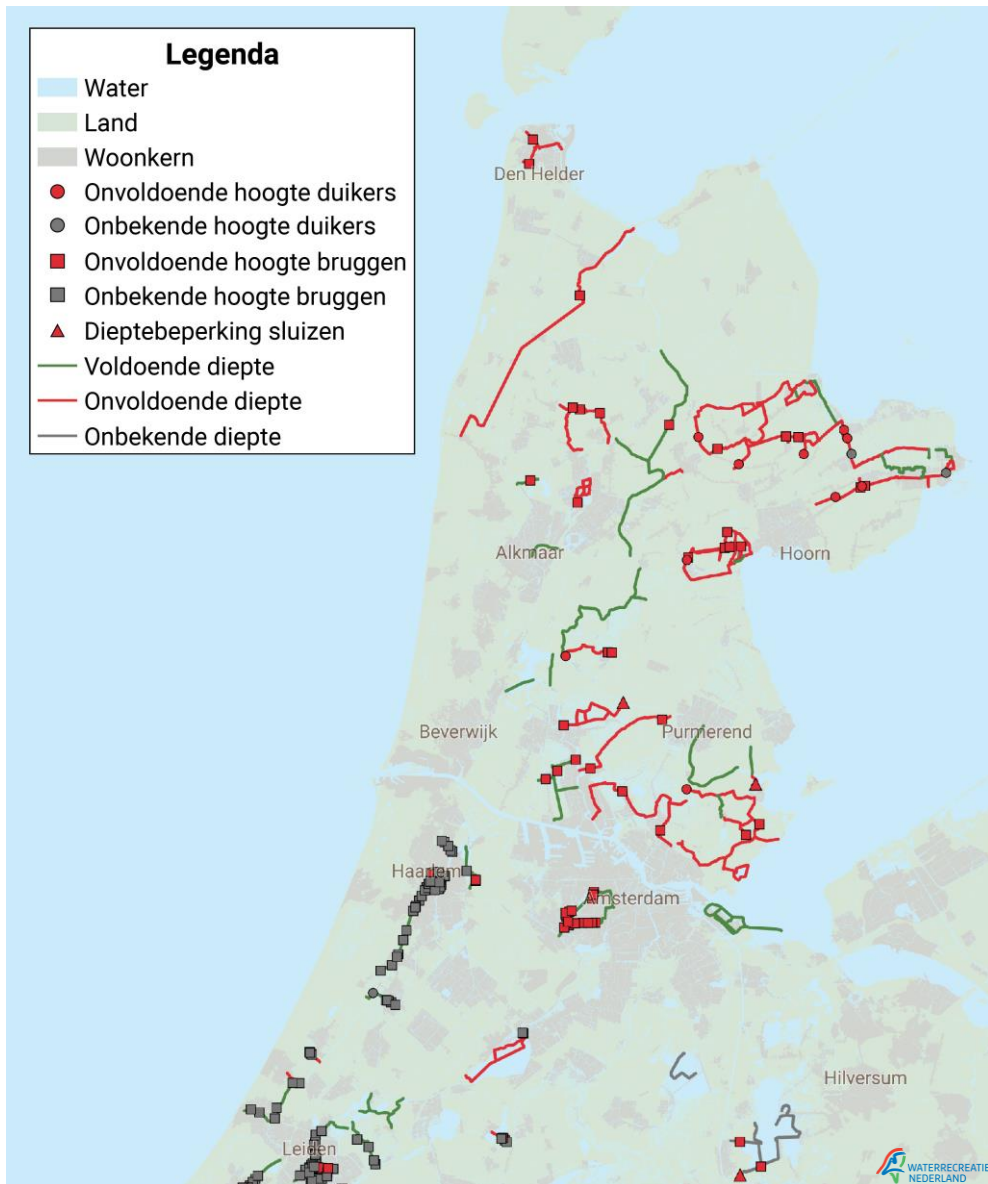 Legenda
Water
Land
Woonkern
Onvoldoende hoogte duikers
Onbekende hoogte duikers
Onvoldoende hoogte bruggen
Onbekende hoogte bruggen
Dieptebeperking sluizen
Voldoende diepte
Onvoldoende diepte
Onbekende diepte
Den Helder
Alkmaar
Hoorn
Beverwijk
Purmerend
Haarlem
Amsterdam
Hilversum
Leiden
WATERRECREATIE
NEDERLAND